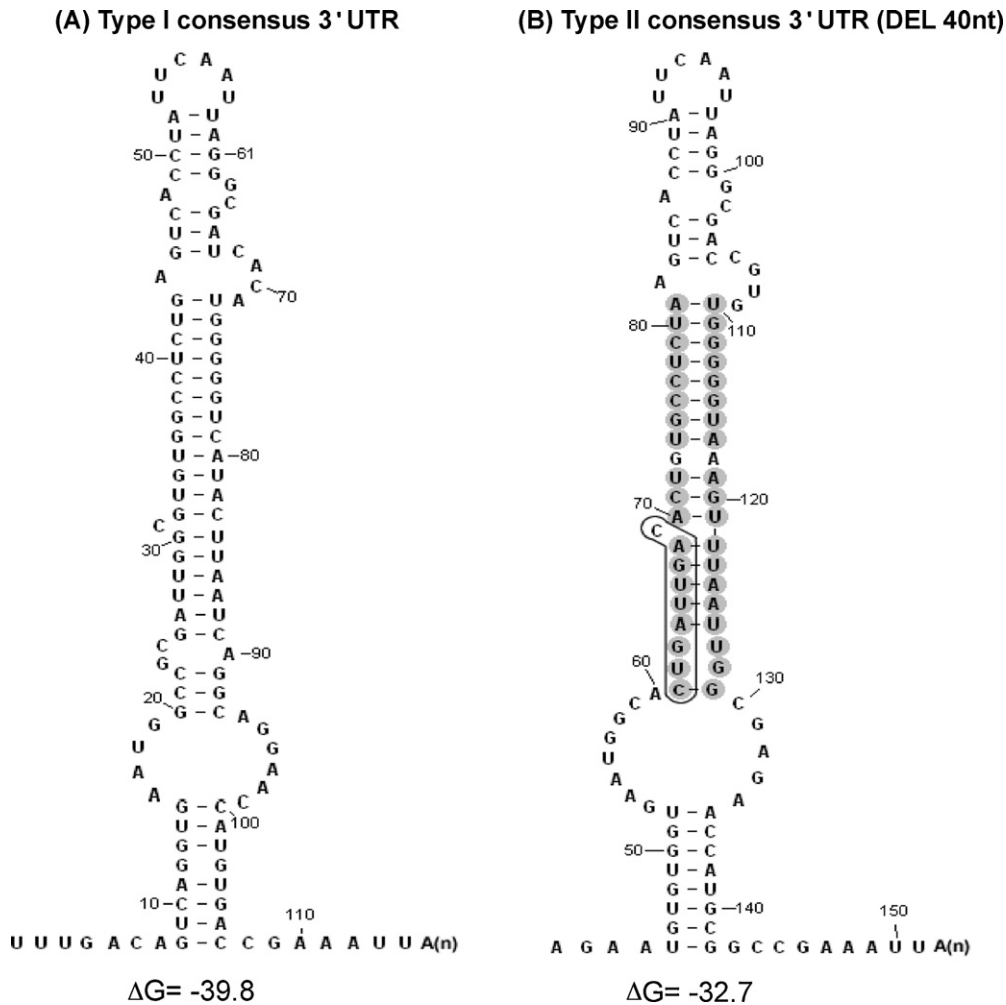 (A) Type I consensus 3'UTR
C A
U A
U U
A – U
U – A
50 – C – G – 61
C – G
A G
C
C – G
U – A
G – U C
A A
C – 70
G – U A
U – G
C – G
40 – U – G
C – G
C – G
G – U
G – C
U – A – 80
G – U
U – A
G – C
C
30 G – U
G – U
U – A
U – A
A – U
G – C
C A – 90
G
C – G
C – G
20 G – C A
G G
U G
A A
A A
C
G – C
100
U – A
G – U
G – G
A – U
10 – C – G
U – A
110
U U U G A C A G – C C G A A A U U A(n)
ΔG= -39.8
(B) Type II consensus 3'UTR (DEL 40nt)
C A
U A
U U
90 A – U
U – A
C – G
C – G 100
A G
C
C – G
U – A
G – C C
A G
U
A – U G
80 U – G 110
C – G
U – G
C – G
C – G
G – U
U – A
G A
U – A
C – G – 120
70 A – U
C
A – U
G – U
U – A
U – A
A – U
G U
U G
60 C – G 130
A C
C
G G
G A
U G
A A
A
G U – A
G – C
50 G – C
U – A
G – U
U – G – 140
G – C
150
A G A A U – G G C C G A A A U U A(n)
ΔG= -32.7